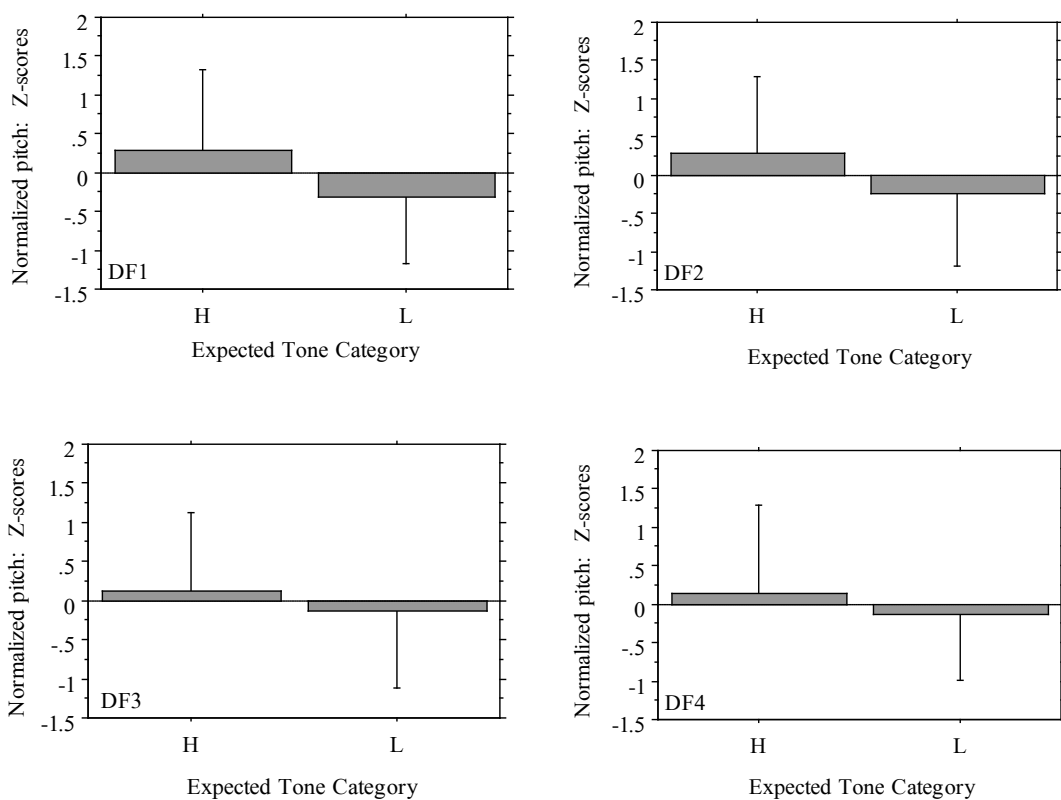 Normalized pitch: Z-scores
2
1.5
1
.5
0
-.5
-1
-1.5
DF1
H L
Expected Tone Category
Normalized pitch: Z-scores
2
1.5
1
.5
0
-.5
-1
-1.5
DF2
H L
Expected Tone Category
Normalized pitch: Z-scores
2
1.5
1
.5
0
-.5
-1
-1.5
DF3
H L
Expected Tone Category
Normalized pitch: Z-scores
2
1.5
1
.5
0
-.5
-1
-1.5
DF4
H L
Expected Tone Category